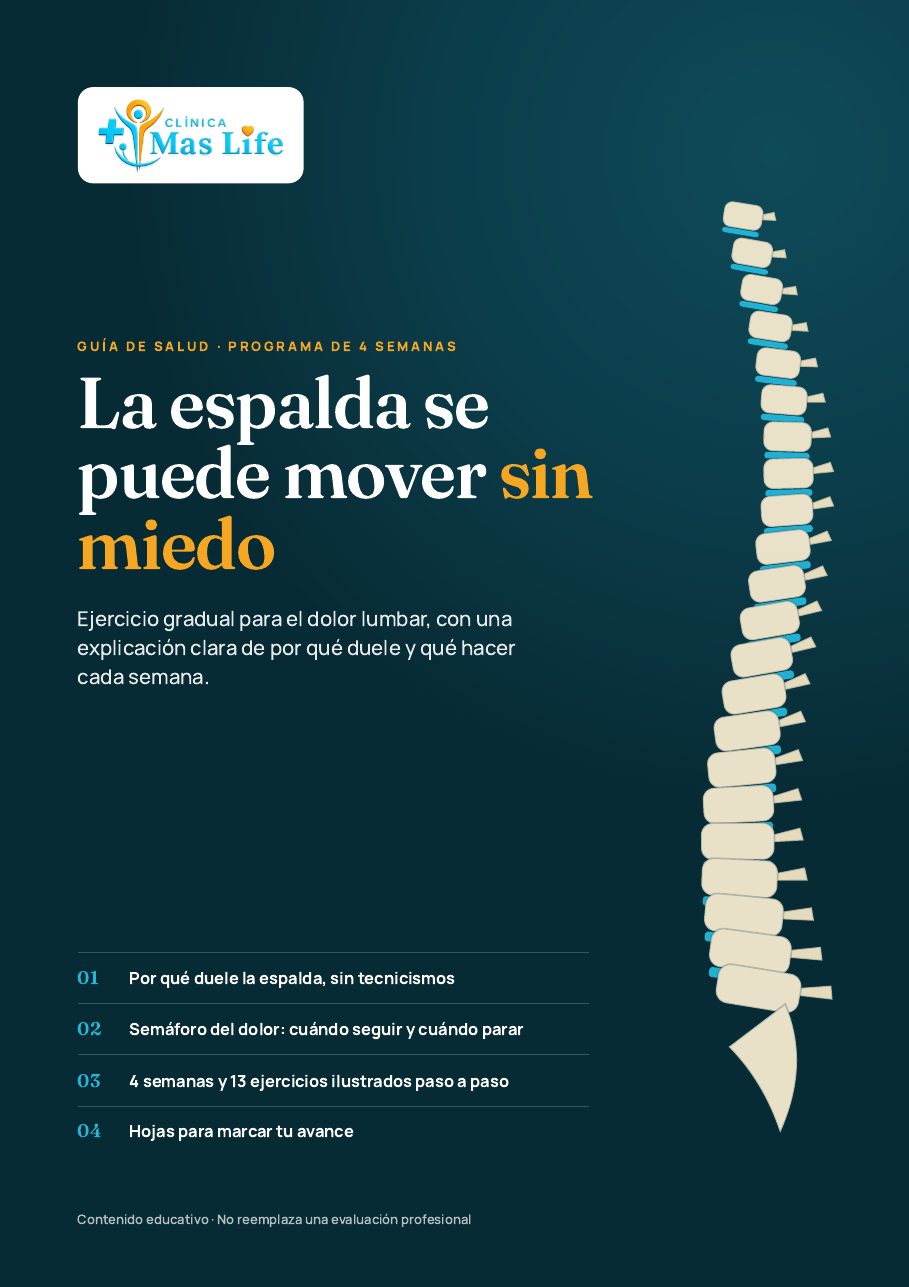 CLÍNICA
Mas Life
GUÍA DE SALUD · PROGRAMA DE 4 SEMANAS
La espalda se
puede mover sin
miedo
Ejercicio gradual para el dolor lumbar, con una
explicación clara de por qué duele y qué hacer
cada semana.
01 Por qué duele la espalda, sin tecnicismos
02 Semáforo del dolor: cuándo seguir y cuándo parar
03 4 semanas y 13 ejercicios ilustrados paso a paso
04 Hojas para marcar tu avance
Contenido educativo · No reemplaza una evaluación profesional